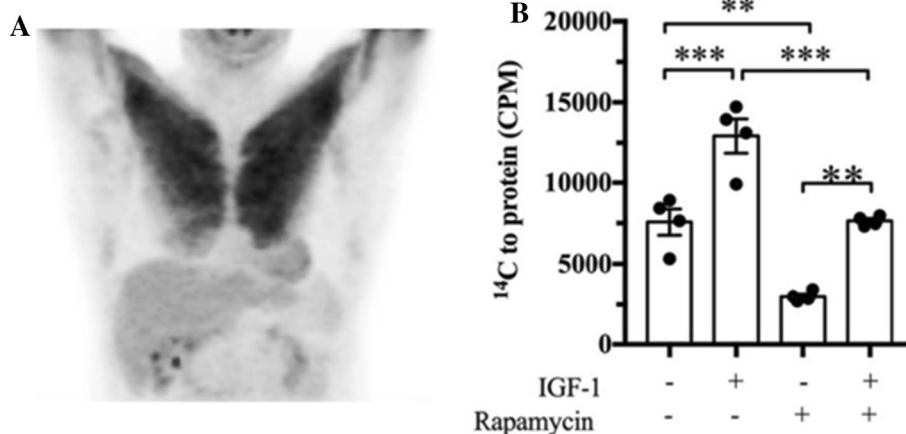 A
B
20000
15000
10000
5000
0
¹⁴C to protein (CPM)
**
***
***
**
IGF-1 - + - +
Rapamycin - - + +